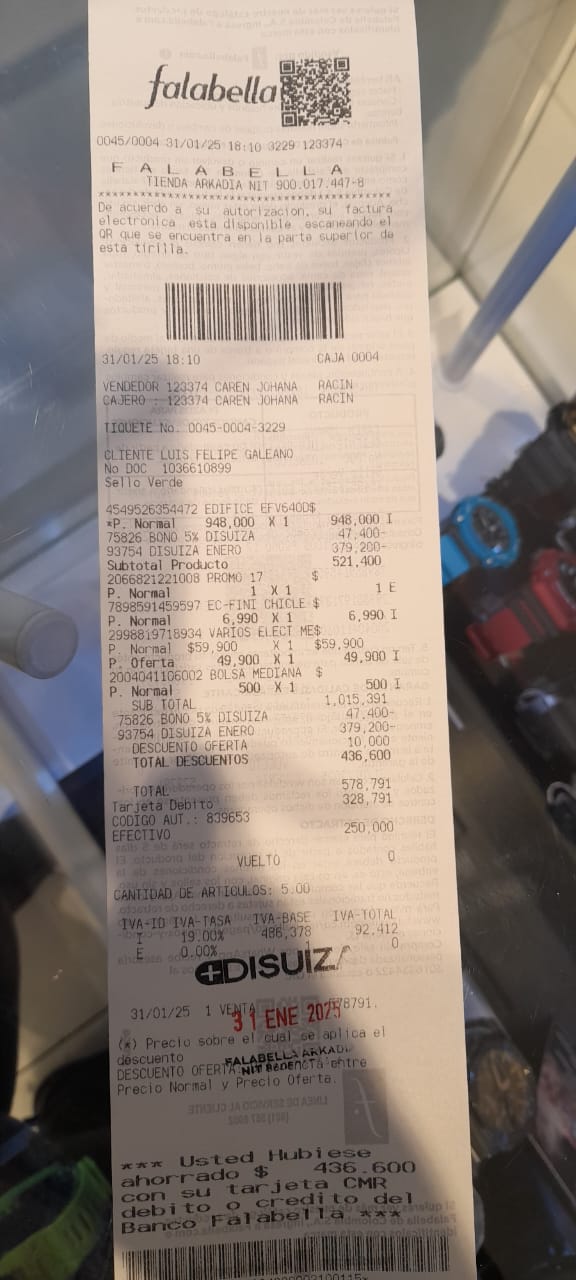 falabella
0045/0004 31/01/25 18:10 3229 123374
F A L A B E L L A
TIENDA ARKADIA NIT 900.017.447-8
De acuerdo a su autorizacion, su factura
electronica esta disponible escaneando el
QR que se encuentra en la parte superior de
esta tirilla.
31/01/25 18:10 CAJA 0004
VENDEDOR 123374 CAREN JOHANA RACIN
CAJERO : 123374 CAREN JOHANA RACIN
TIQUETE No. 0045-0004-3229
CLIENTE LUIS FELIPE GALEANO
No DOC 1036610899
Sello Verde
4549526354472 EDIFICE EFV640D$
*P. Normal 948,000 X 1 948,000 I
75826 BONO 5% DISUIZA 47,400-
93754 DISUIZA ENERO 379,200-
Subtotal Producto 521,400
2066821221008 PROMO 17 $
P. Normal 1 X 1 1 E
7898591459597 EC-FINI CHICLE $
P. Normal 6,990 X 1 6,990 I
2998819718934 VARIOS ELECT ME$
P. Normal $59,900 X 1 $59,900
P. Oferta 49,900 X 1 49,900 I
2004041106002 BOLSA MEDIANA $
P. Normal 500 X 1 500 I
SUB TOTAL 1,015,391
75826 BONO 5% DISUIZA 47,400-
93754 DISUIZA ENERO 379,200-
DESCUENTO OFERTA 10,000
TOTAL DESCUENTOS 436,600
TOTAL 578,791
Tarjeta Debito 328,791
CODIGO AUT.: 839653
EFECTIVO 250,000
VUELTO 0
CANTIDAD DE ARTICULOS: 5.00
IVA-ID IVA-TASA IVA-BASE IVA-TOTAL
I 19.00% 486,378 92,412
E 0.00% 0
DISUIZA
31/01/25 1 VENTA 578791.
31 ENE 2025
(*) Precio sobre el cual se aplica el
descuento
FALABELLA ARKADI
DESCUENTO OFERTA: entre
Precio Normal y Precio Oferta.
*** Usted Hubiese
ahorrado $ 436.600
con su tarjeta CMR
debito o credito del
Banco Falabella ***